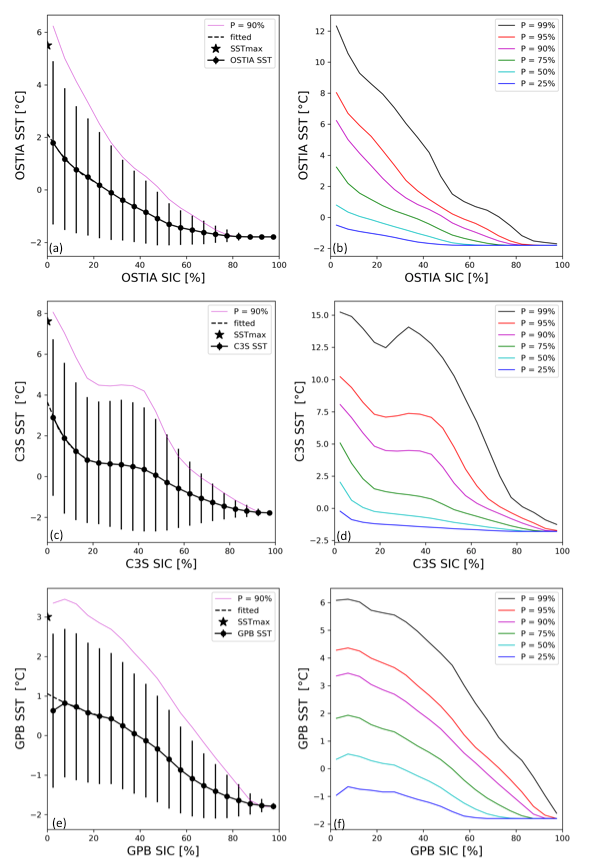 P = 90%
fitted
SSTmax
OSTIA SST
OSTIA SST [°C]
6
4
2
0
−2
(a)
0
20
40
60
80
100
OSTIA SIC [%]
P = 99%
P = 95%
P = 90%
P = 75%
P = 50%
P = 25%
OSTIA SST [°C]
12
10
8
6
4
2
0
−2
(b)
0
20
40
60
80
100
OSTIA SIC [%]
P = 90%
fitted
SSTmax
C3S SST
C3S SST [°C]
8
6
4
2
0
−2
(c)
0
20
40
60
80
100
C3S SIC [%]
P = 99%
P = 95%
P = 90%
P = 75%
P = 50%
P = 25%
C3S SST [°C]
15.0
12.5
10.0
7.5
5.0
2.5
0.0
−2.5
(d)
0
20
40
60
80
100
C3S SIC [%]
P = 90%
fitted
SSTmax
GPB SST
GPB SST [°C]
3
2
1
0
−1
−2
(e)
0
20
40
60
80
100
GPB SIC [%]
P = 99%
P = 95%
P = 90%
P = 75%
P = 50%
P = 25%
GPB SST [°C]
6
5
4
3
2
1
0
−1
−2
(f)
0
20
40
60
80
100
GPB SIC [%]